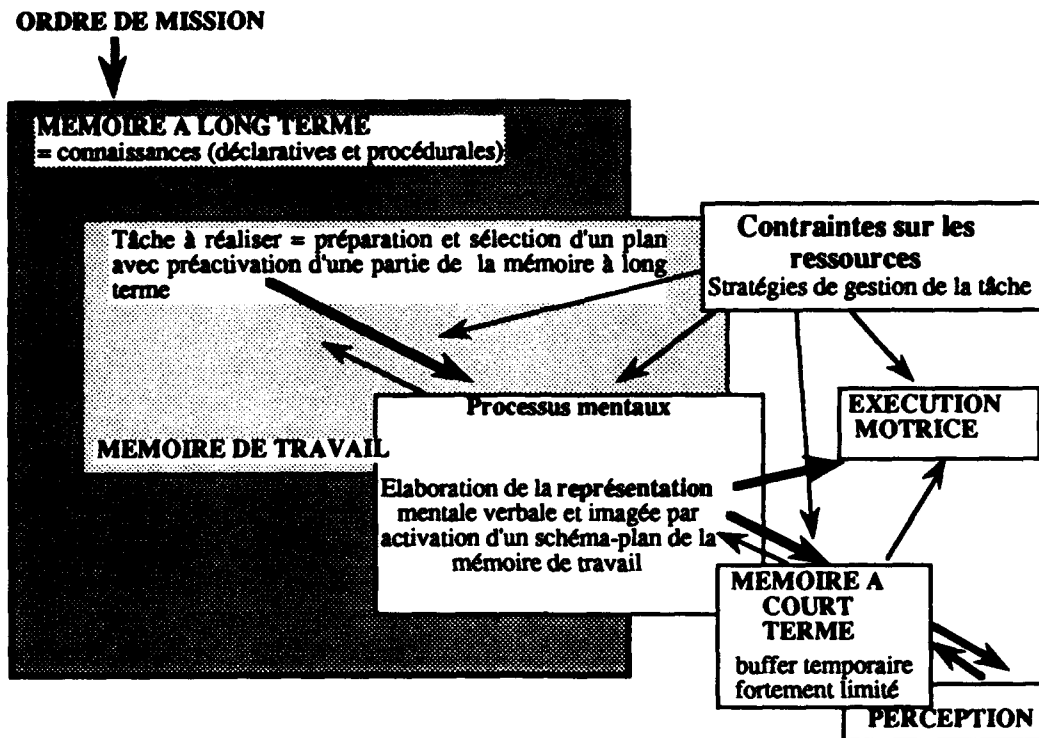 ORDRE DE MISSION
MEMOIRE A LONG TERME
= connaissances (déclaratives et procédurales)
Tâche à réaliser = préparation et sélection d'un plan
avec préactivation d'une partie de la mémoire à long
terme
Contraintes sur les
ressources
Stratégies de gestion de la tâche
Processus mentaux
EXECUTION
MOTRICE
MEMOIRE DE TRAVAIL
Elaboration de la représentation
mentale verbale et imagée par
activation d'un schéma-plan de la
mémoire de travail
MEMOIRE A
COURT
TERME
buffer temporaire
fortement limité
PERCEPTION